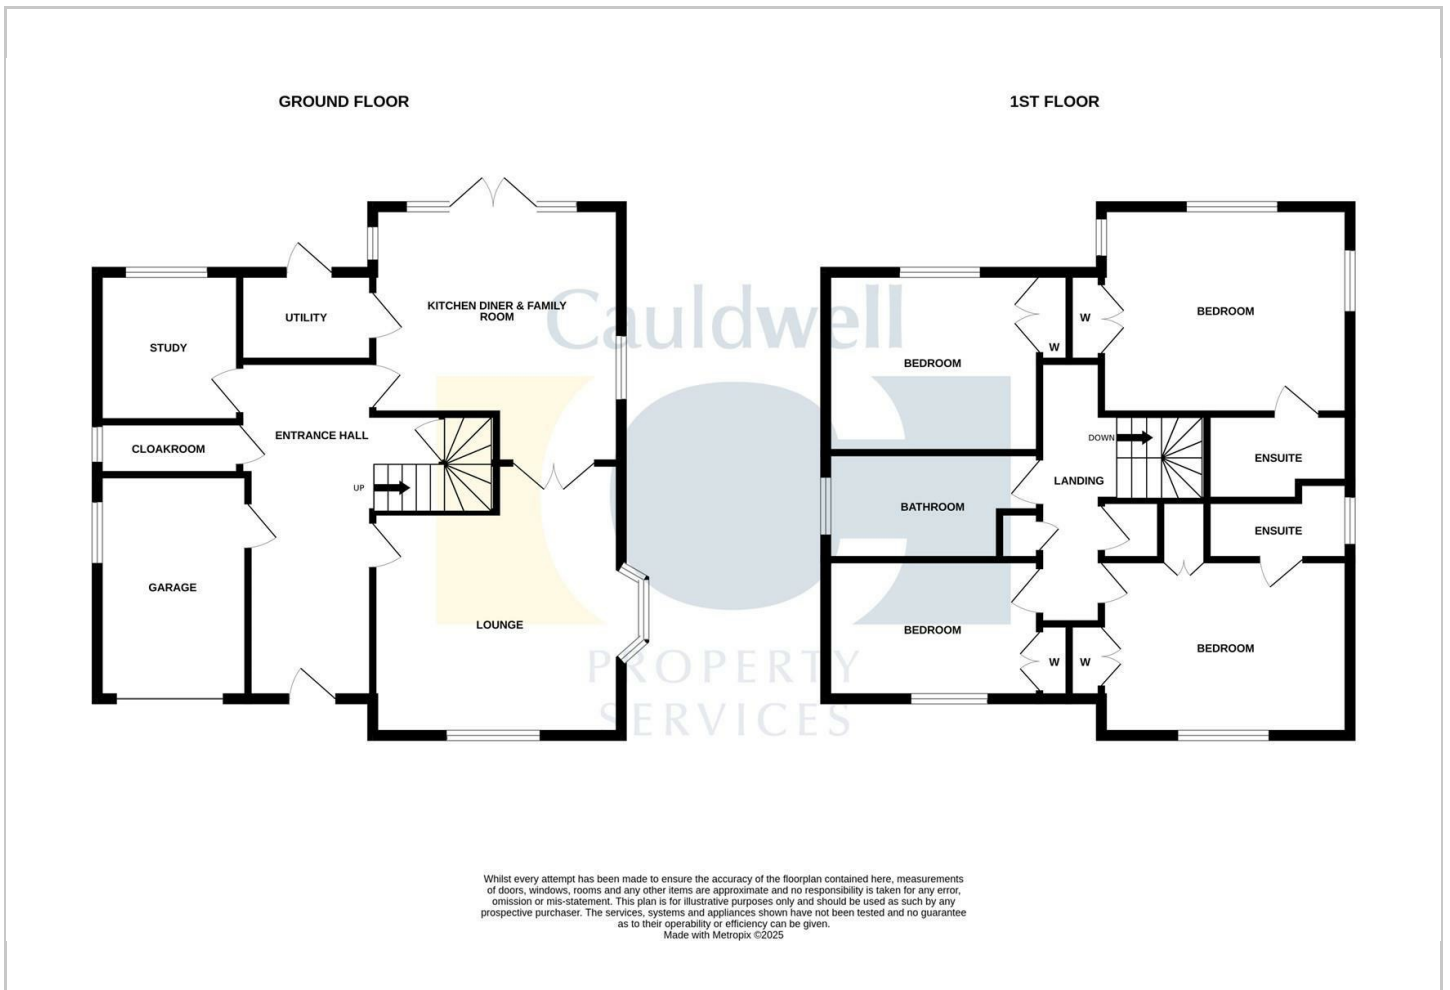 GROUND FLOOR
KITCHEN DINER & FAMILY
ROOM
UTILITY
STUDY
ENTRANCE HALL
CLOAKROOM
UP
GARAGE
LOUNGE
1ST FLOOR
BEDROOM
W
W
BEDROOM
DOWN
ENSUITE
LANDING
BATHROOM
ENSUITE
BEDROOM
W
W
BEDROOM
Cauldwell
PROPERTY
SERVICES
Whilst every attempt has been made to ensure the accuracy of the floorplan contained here, measurements
of doors, windows, rooms and any other items are approximate and no responsibility is taken for any error,
omission or mis-statement. This plan is for illustrative purposes only and should be used as such by any
prospective purchaser. The services, systems and appliances shown have not been tested and no guarantee
as to their operability or efficiency can be given.
Made with Metropix ©2025